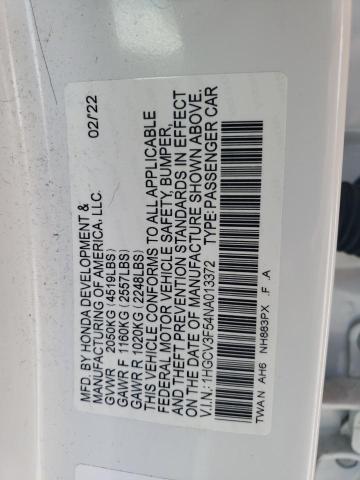 MFD. BY HONDA DEVELOPMENT & 02/'22
MANUFACTURING OF AMERICA, LLC.
GVWR 2050KG (4519LBS)
GAWR F 1160KG (2557LBS)
GAWR R 1020KG (2248LBS)
THIS VEHICLE CONFORMS TO ALL APPLICABLE
FEDERAL MOTOR VEHICLE SAFETY, BUMPER,
AND THEFT PREVENTION STANDARDS IN EFFECT
ON THE DATE OF MANUFACTURE SHOWN ABOVE.
V.I.N.: 1HGCV3F54NA013372 TYPE: PASSENGER CAR
TWAN AH6 NH883PX .F .A